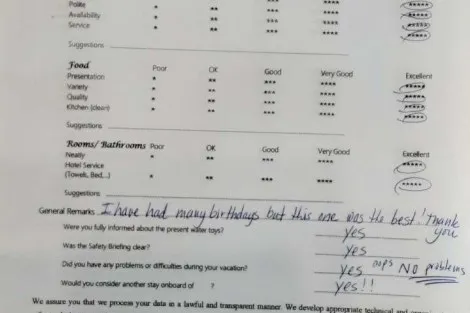 Polite * ** *** **** *****
Availability * ** *** **** *****
Service * ** *** **** *****
Suggestions
Food Poor OK Good Very Good Excellent
Presentation * ** *** **** *****
Variety * ** *** **** *****
Quality * ** *** **** *****
Kitchen (clean) * ** *** **** *****
Suggestions
Rooms/ Bathrooms Poor OK Good Very Good Excellent
Neatly * ** *** **** *****
Hotel Service
(Towels, Bed,..) * ** *** **** *****
Suggestions
General Remarks I have had many birthdays but this one was the best! Thank you
Were you fully informed about the present water toys? yes
Was the Safety Briefing clear? yes
Did you have any problems or difficulties during your vacation? yes oops NO problems
Would you consider another stay onboard of ? yes!!
We assure you that we process your data in a lawful and transparent manner. We develop appropriate technical and